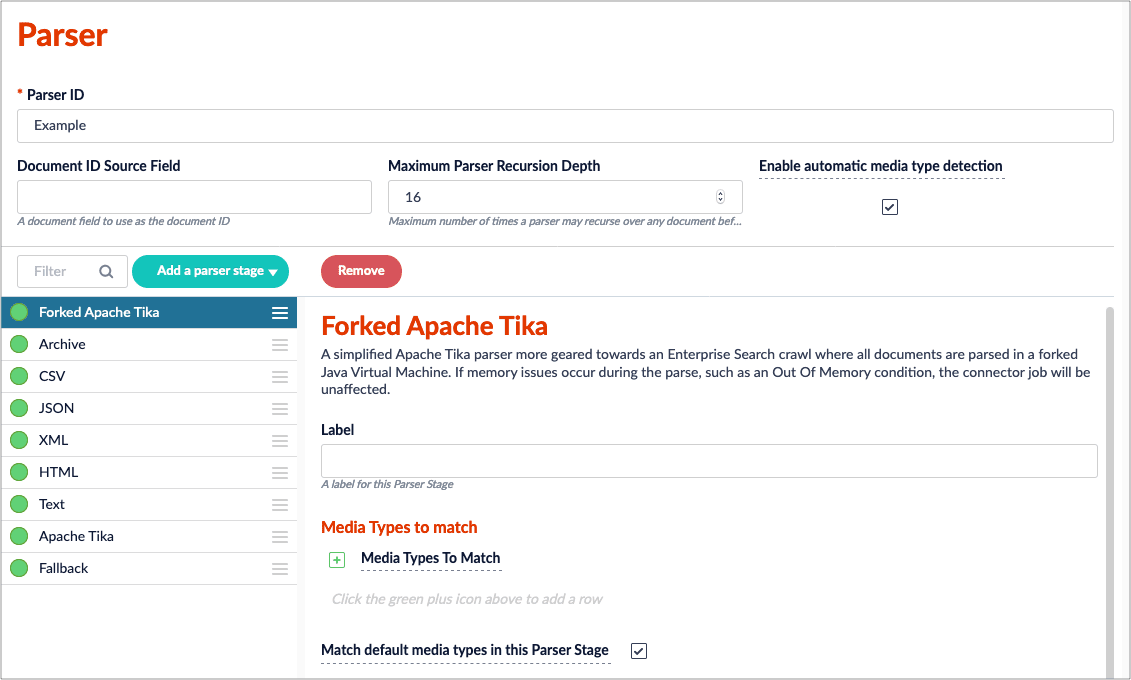 Parser
* Parser ID
Example
Document ID Source Field
Maximum Parser Recursion Depth
Enable automatic media type detection
16
A document field to use as the document ID
Maximum number of times a parser may recurse over any document bef...
Filter
Add a parser stage
Remove
Forked Apache Tika
Archive
CSV
JSON
XML
HTML
Text
Apache Tika
Fallback
Forked Apache Tika
A simplified Apache Tika parser more geared towards an Enterprise Search crawl where all documents are parsed in a forked
Java Virtual Machine. If memory issues occur during the parse, such as an Out Of Memory condition, the connector job will be
unaffected.
Label
A label for this Parser Stage
Media Types to match
Media Types To Match
Click the green plus icon above to add a row
Match default media types in this Parser Stage